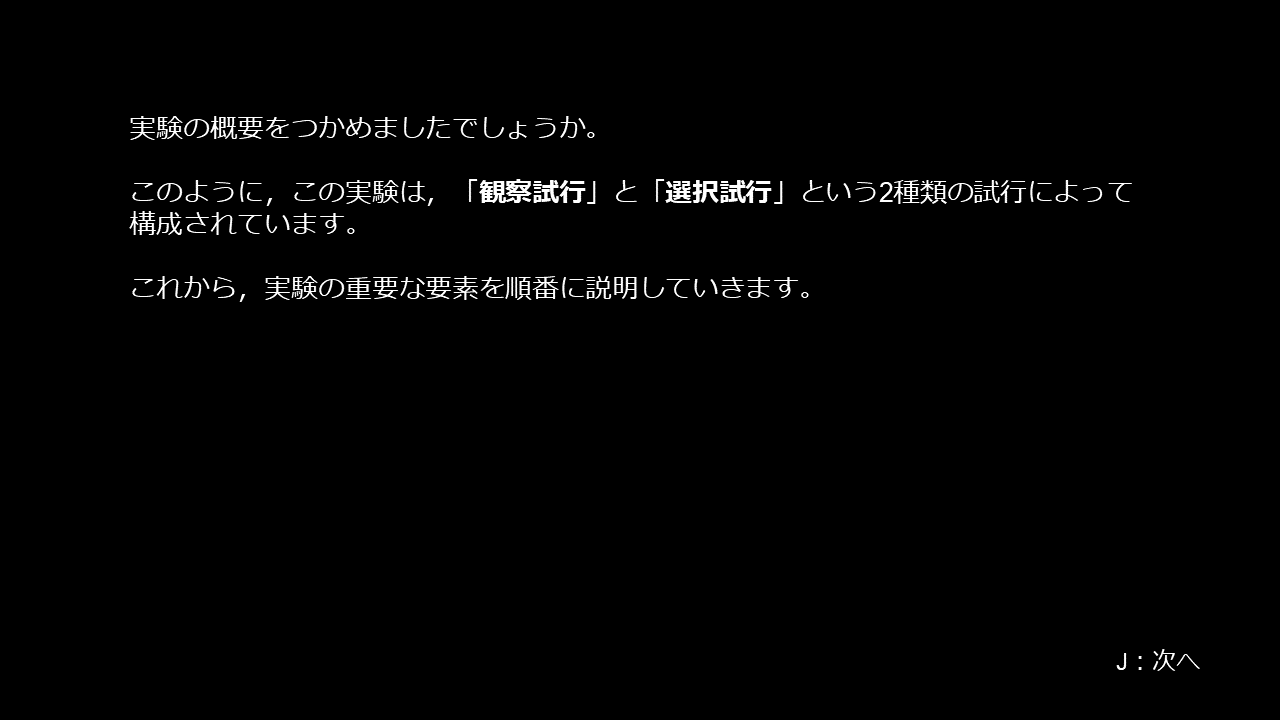 実験の概要をつかめましたでしょうか。
このように，この実験は，「観察試行」と「選択試行」という2種類の試行によって
構成されています。
これから，実験の重要な要素を順番に説明していきます。
J：次へ